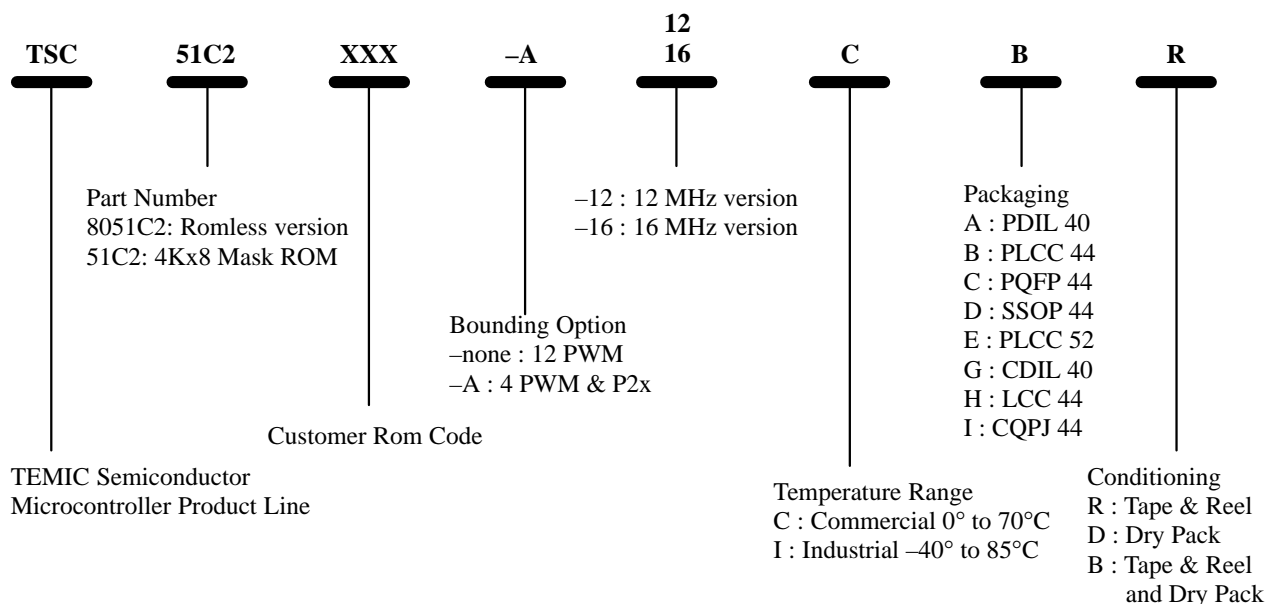 12
TSC 51C2 XXX –A 16 C B R
Part Number
8051C2: Romless version
51C2: 4Kx8 Mask ROM
–12 : 12 MHz version
–16 : 16 MHz version
Packaging
A : PDIL 40
B : PLCC 44
C : PQFP 44
D : SSOP 44
E : PLCC 52
G : CDIL 40
H : LCC 44
I : CQPJ 44
Bounding Option
–none : 12 PWM
–A : 4 PWM & P2x
Customer Rom Code
TEMIC Semiconductor
Microcontroller Product Line
Temperature Range
C : Commercial 0° to 70°C
I : Industrial –40° to 85°C
Conditioning
R : Tape & Reel
D : Dry Pack
B : Tape & Reel
and Dry Pack